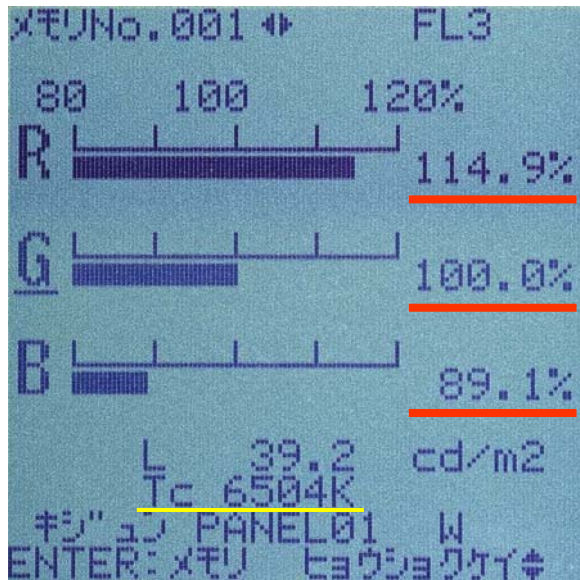 メモリNo.001 FL3
80 100 120%
R 114.9%
G 100.0%
B 89.1%
L 39.2 cd/m2
Tc 6504K
キジュン PANEL01 W
ENTER:メモリ ヒョウショクケイ